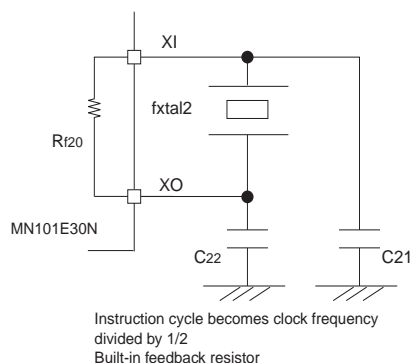 XI
fxtal2
Rf20
XO
MN101E30N
C22
C21
Instruction cycle becomes clock frequency
divided by 1/2
Built-in feedback resistor